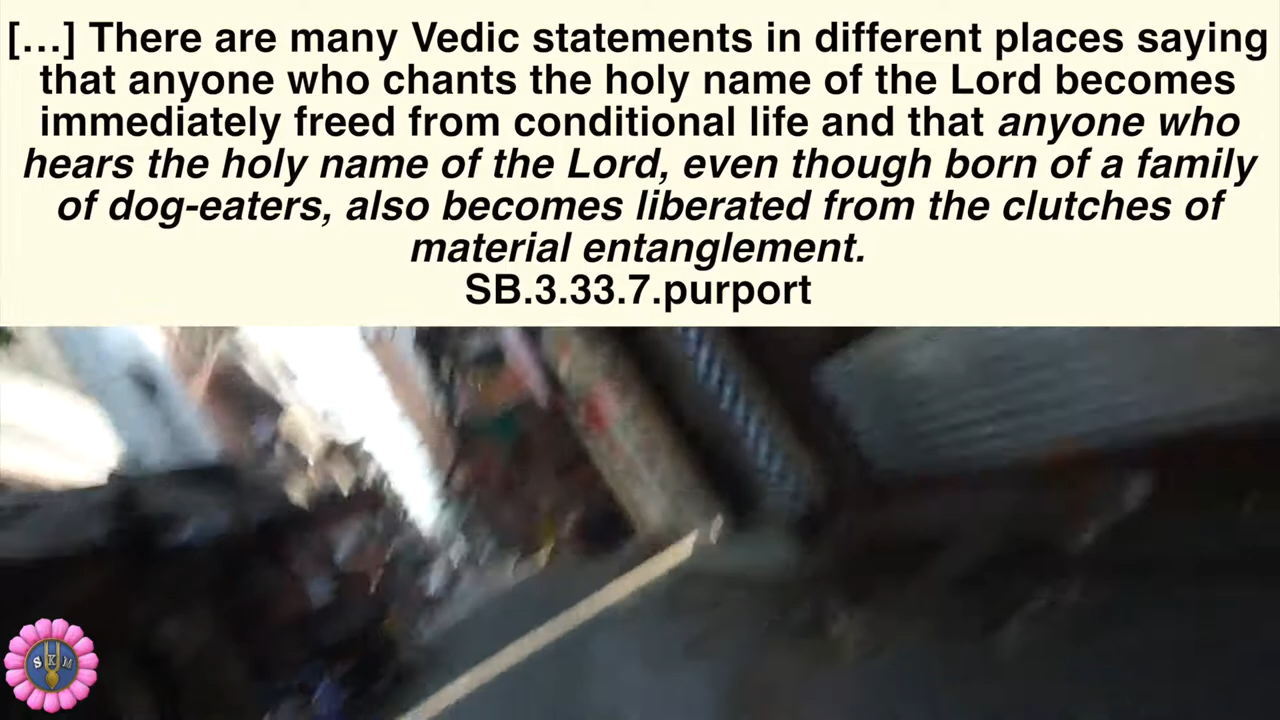 [...] There are many Vedic statements in different places saying
that anyone who chants the holy name of the Lord becomes
immediately freed from conditional life and that anyone who
hears the holy name of the Lord, even though born of a family
of dog-eaters, also becomes liberated from the clutches of
material entanglement.
SB.3.33.7.purport
S K M